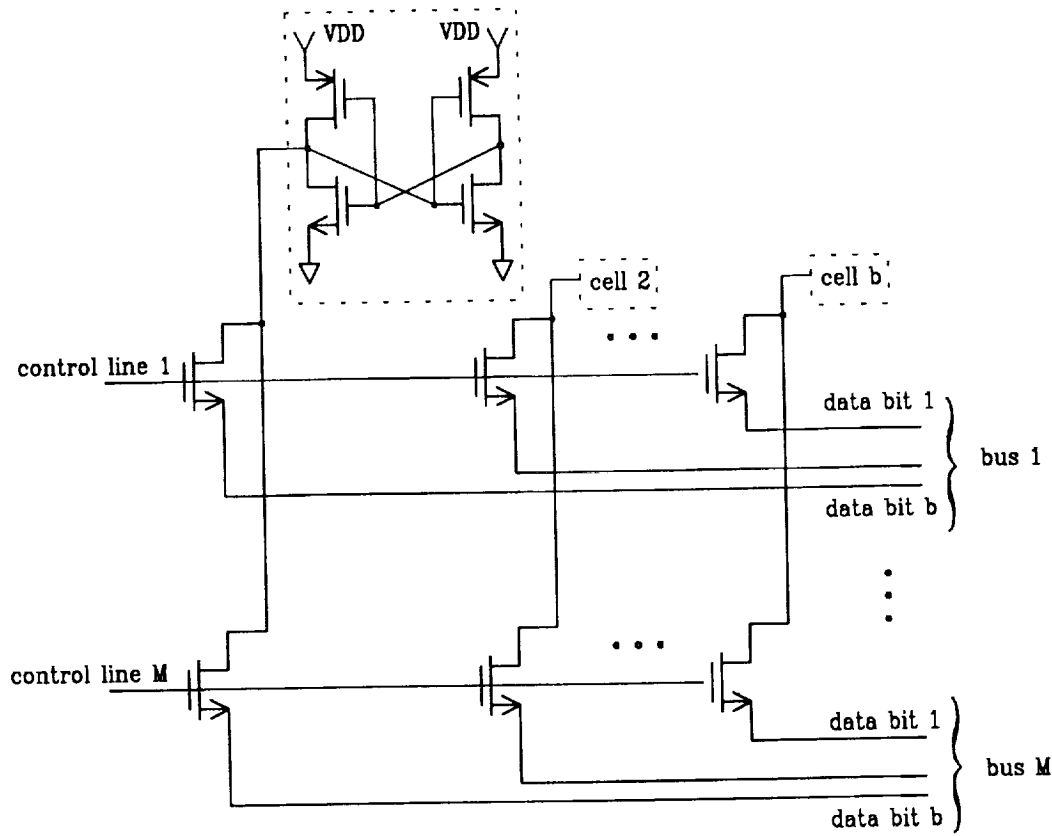 VDD
VDD
cell 2
cell b
control line 1
data bit 1
bus 1
data bit b
control line M
data bit 1
bus M
data bit b